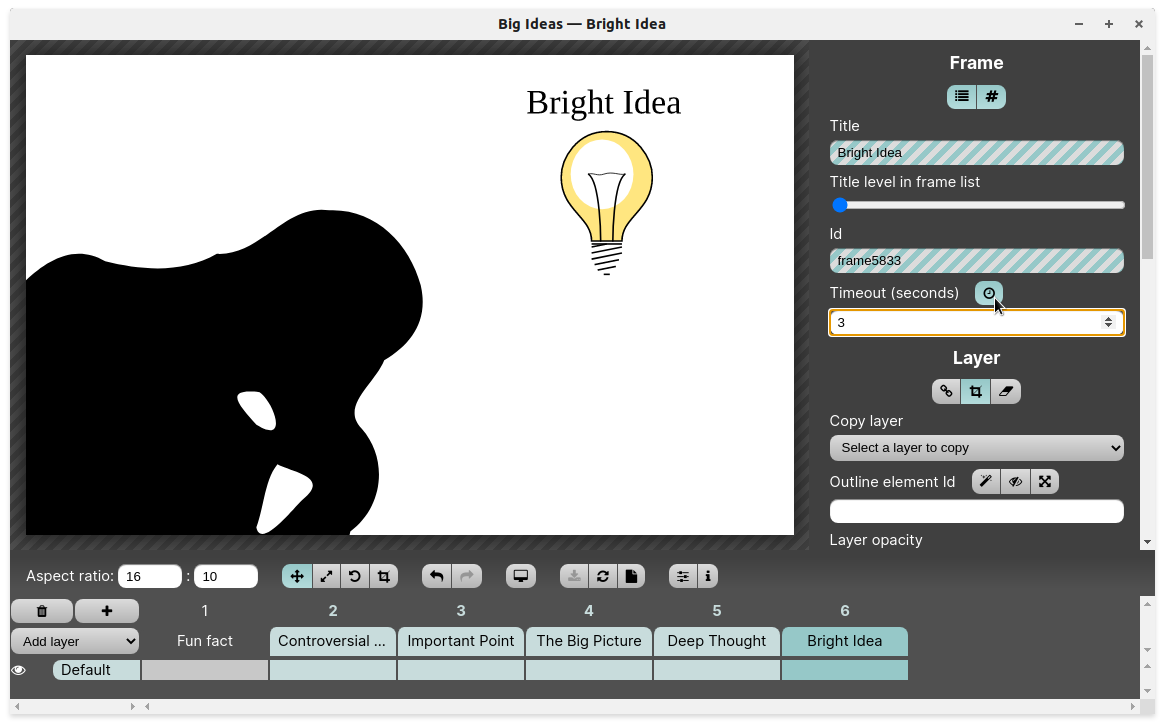 Big Ideas — Bright Idea
Bright Idea
Frame
Title
Bright Idea
Title level in frame list
Id
frame5833
Timeout (seconds)
3
Layer
Copy layer
Select a layer to copy
Outline element Id
Layer opacity
Aspect ratio: 16 : 10
1 2 3 4 5 6
Add layer Fun fact Controversial ... Important Point The Big Picture Deep Thought Bright Idea
Default